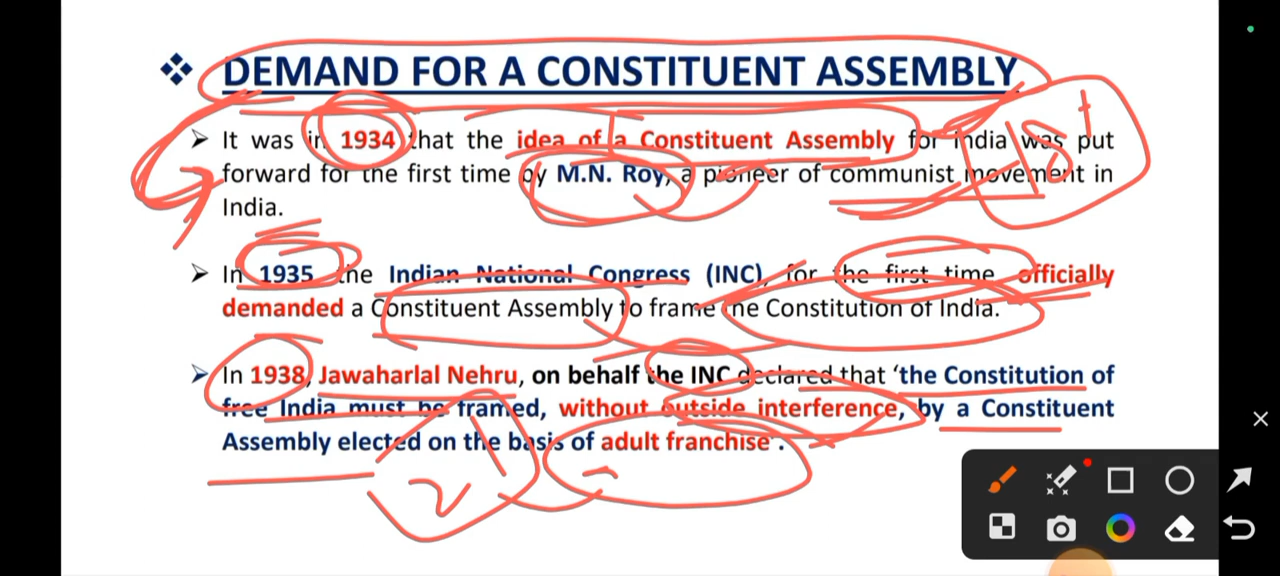 ❖ DEMAND FOR A CONSTITUENT ASSEMBLY
➢ It was in 1934 that the idea of a Constituent Assembly for India was put
forward for the first time by M.N. Roy, a pioneer of communist movement in
India.
➢ In 1935 the Indian National Congress (INC), for the first time officially
demanded a Constituent Assembly to frame the Constitution of India.
➢ In 1938, Jawaharlal Nehru, on behalf the INC declared that ‘the Constitution of
free India must be framed, without outside interference, by a Constituent
Assembly elected on the basis of adult franchise’.